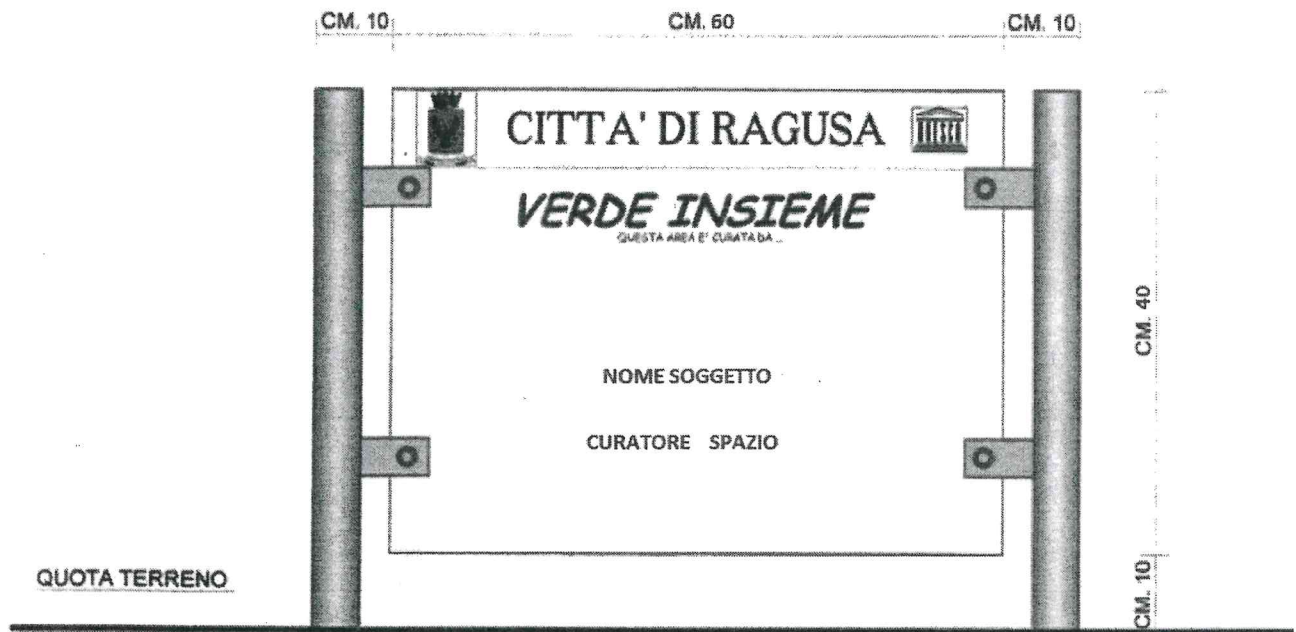 CM. 10 CM. 60 CM. 10
CITTA' DI RAGUSA
VERDE INSIEME
QUESTA AREA E' CURATA DA ...
NOME SOGGETTO
CURATORE SPAZIO
CM. 40
QUOTA TERRENO
CM. 10